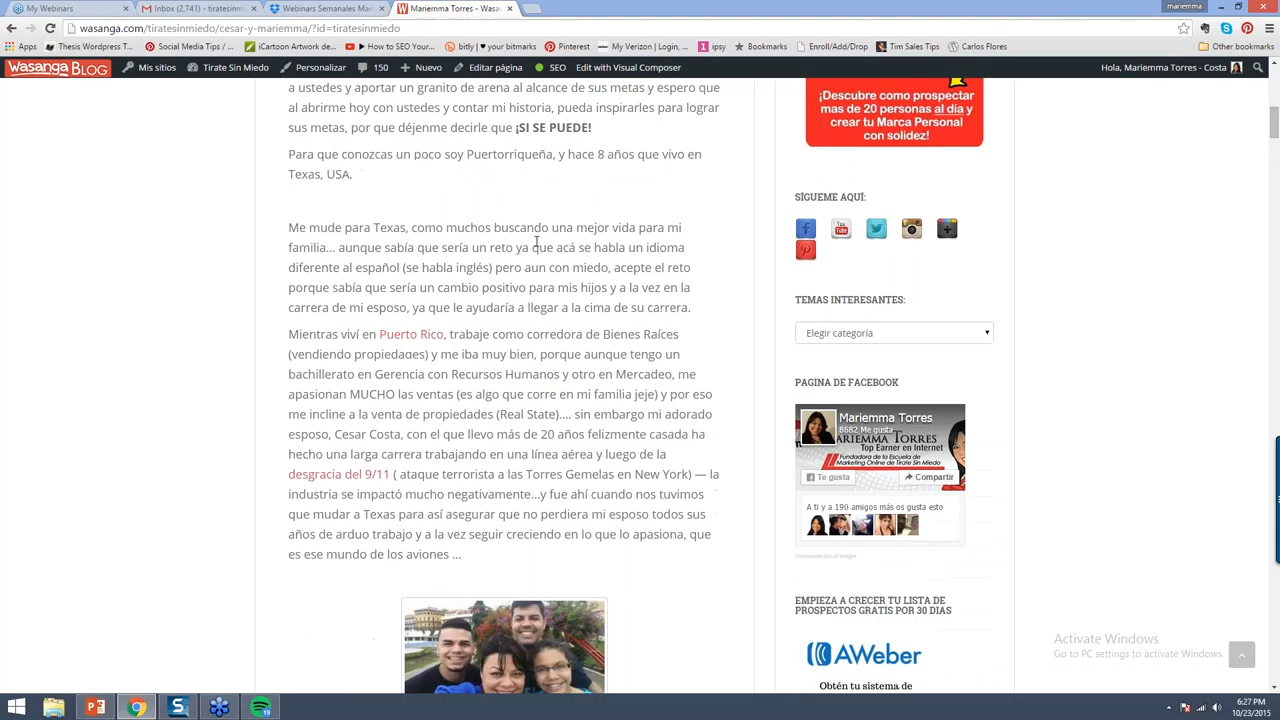 mariemma
My Webinars
Inbox (2,741) - tiratesinmied
Webinars Semanales Mari
Mariemma Torres - Wasan
wasanga.com/tiratesinmiedo/cesar-y-mariemma/?id=tiratesinmiedo
Apps
Thesis Wordpress T...
Social Media Tips / ...
iCartoon Artwork de...
How to SEO Your...
bitly | ♥ your bitmarks
Pinterest
My Verizon | Login, ...
ipsy
Bookmarks
Enroll/Add/Drop
Tim Sales Tips
Carlos Flores
Other bookmarks
WASANGA BLOG
Mis sitios
Tirate Sin Miedo
Personalizar
150
Nuevo
Editar página
SEO
Edit with Visual Composer
Hola, Mariemma Torres - Costa
a ustedes y aportar un granito de arena al alcance de sus metas y espero que
al abrirme hoy con ustedes y contar mi historia, pueda inspirarles para lograr
sus metas, por que déjenme decirle que ¡SI SE PUEDE!
Para que conozcas un poco soy Puertorriqueña, y hace 8 años que vivo en
Texas, USA.
Me mude para Texas, como muchos buscando una mejor vida para mi
familia... aunque sabía que sería un reto ya que acá se habla un idioma
diferente al español (se habla inglés) pero aun con miedo, acepte el reto
porque sabía que sería un cambio positivo para mis hijos y a la vez en la
carrera de mi esposo, ya que le ayudaría a llegar a la cima de su carrera.
Mientras viví en Puerto Rico, trabaje como corredora de Bienes Raíces
(vendiendo propiedades) y me iba muy bien, porque aunque tengo un
bachillerato en Gerencia con Recursos Humanos y otro en Mercadeo, me
apasionan MUCHO las ventas (es algo que corre en mi familia jeje) y por eso
me incline a la venta de propiedades (Real State).... sin embargo mi adorado
esposo, Cesar Costa, con el que llevo más de 20 años felizmente casada ha
hecho una larga carrera trabajando en una línea aérea y luego de la
desgracia del 9/11 ( ataque terrorista a las Torres Gemelas en New York) — la
industria se impactó mucho negativamente...y fue ahí cuando nos tuvimos
que mudar a Texas para así asegurar que no perdiera mi esposo todos sus
años de arduo trabajo y a la vez seguir creciendo en lo que lo apasiona, que
es ese mundo de los aviones ...
¡Descubre como prospectar
mas de 20 personas al día y
crear tu Marca Personal
con solidez!
SÍGUEME AQUÍ:
TEMAS INTERESANTES:
Elegir categoría
PAGINA DE FACEBOOK
Mariemma Torres
8682 Me gusta
MARIEMMA TORRES
Top Earner en Internet
Fundadora de la Escuela de
Marketing Online de Tirate Sin Miedo
Te gusta
Compartir
A ti y a 190 amigos más os gusta esto
EMPIEZA A CRECER TU LISTA DE
PROSPECTOS GRATIS POR 30 DIAS
AWeber
Obtén tu sistema de
Activate Windows
Go to PC settings to activate Windows.
6:27 PM
10/23/2015